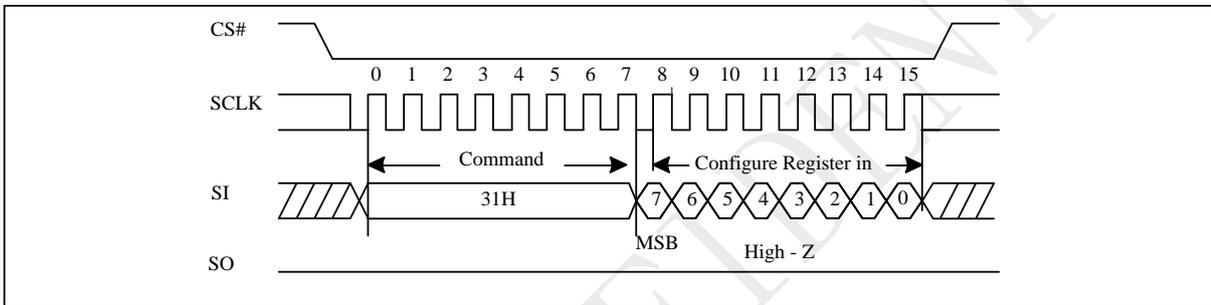 CS#
0 1 2 3 4 5 6 7 8 9 10 11 12 13 14 15
SCLK
Command Configure Register in
SI 31H 7 6 5 4 3 2 1 0
MSB High - Z
SO